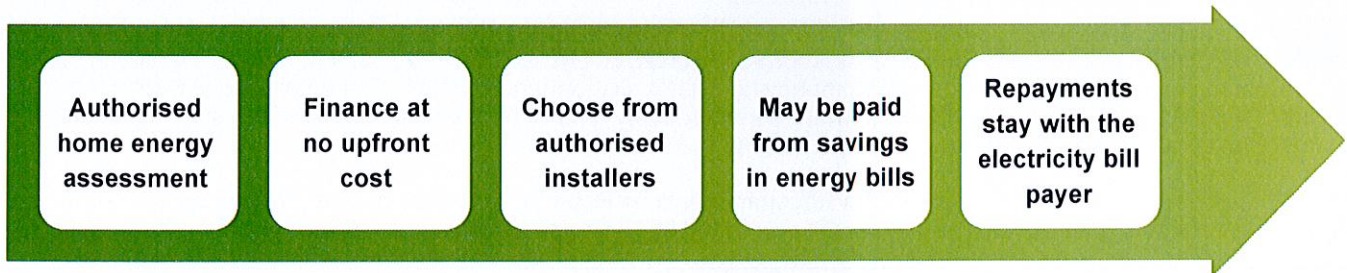 Authorised
home energy
assessment
Finance at
no upfront
cost
Choose from
authorised
installers
May be paid
from savings
in energy bills
Repayments
stay with the
electricity bill
payer